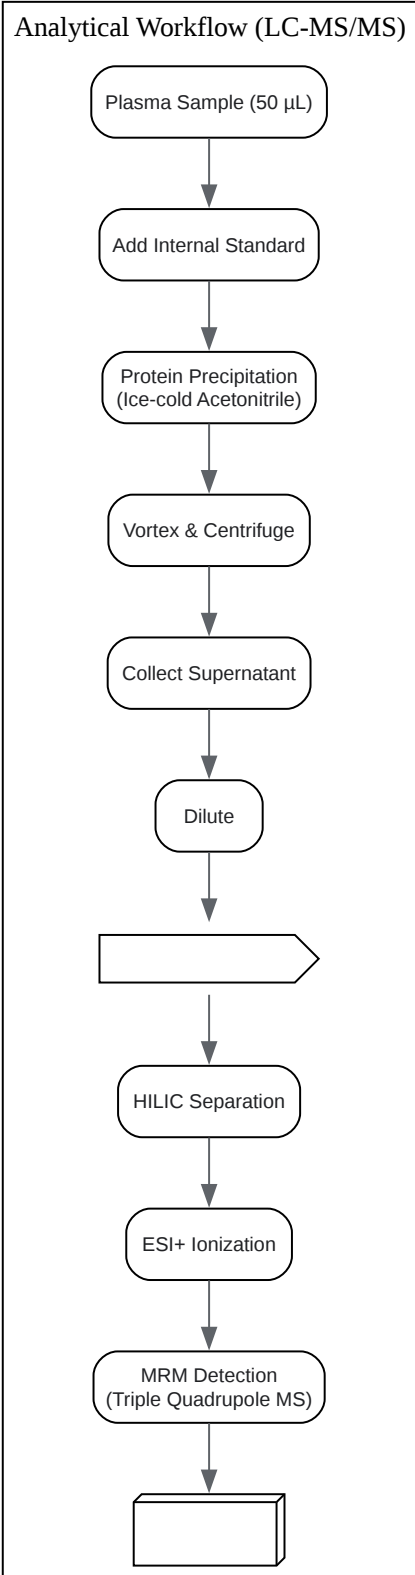 Analytical Workflow (LC-MS/MS)
Plasma Sample (50 µL)
Add Internal Standard
Protein Precipitation
(Ice-cold Acetonitrile)
Vortex & Centrifuge
Collect Supernatant
Dilute
HILIC Separation
ESI+ Ionization
MRM Detection
(Triple Quadrupole MS)